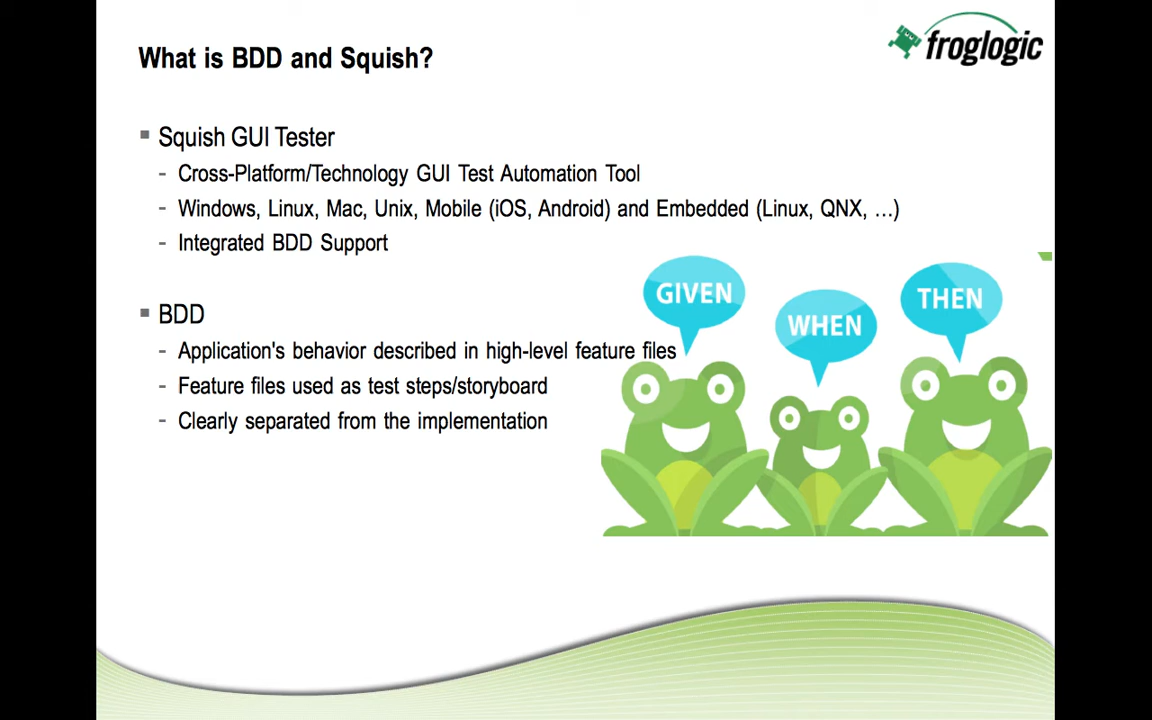 What is BDD and Squish?
froglogic
▪ Squish GUI Tester
- Cross-Platform/Technology GUI Test Automation Tool
- Windows, Linux, Mac, Unix, Mobile (iOS, Android) and Embedded (Linux, QNX, …)
- Integrated BDD Support
GIVEN
WHEN
THEN
▪ BDD
- Application's behavior described in high-level feature files
- Feature files used as test steps/storyboard
- Clearly separated from the implementation